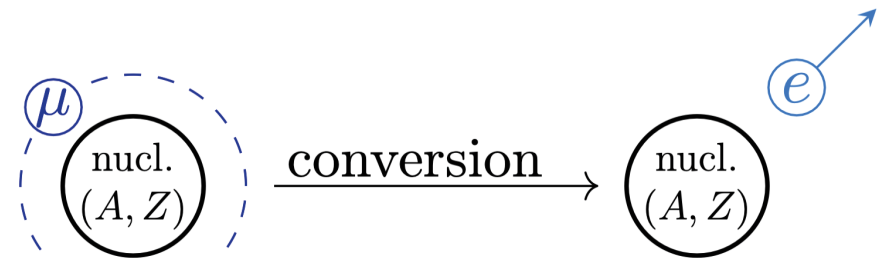 μ
nucl.
(A, Z)
conversion
nucl.
(A, Z)
e